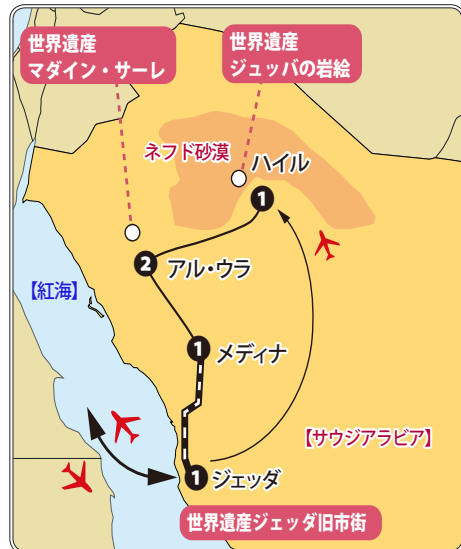 世界遺産
マダイン・サーレ
世界遺産
ジュッバの岩絵
ネフド砂漠
ハイル
1
2
アル・ウラ
【紅海】
1
メディナ
【サウジアラビア】
1
ジェッダ
世界遺産ジェッダ旧市街